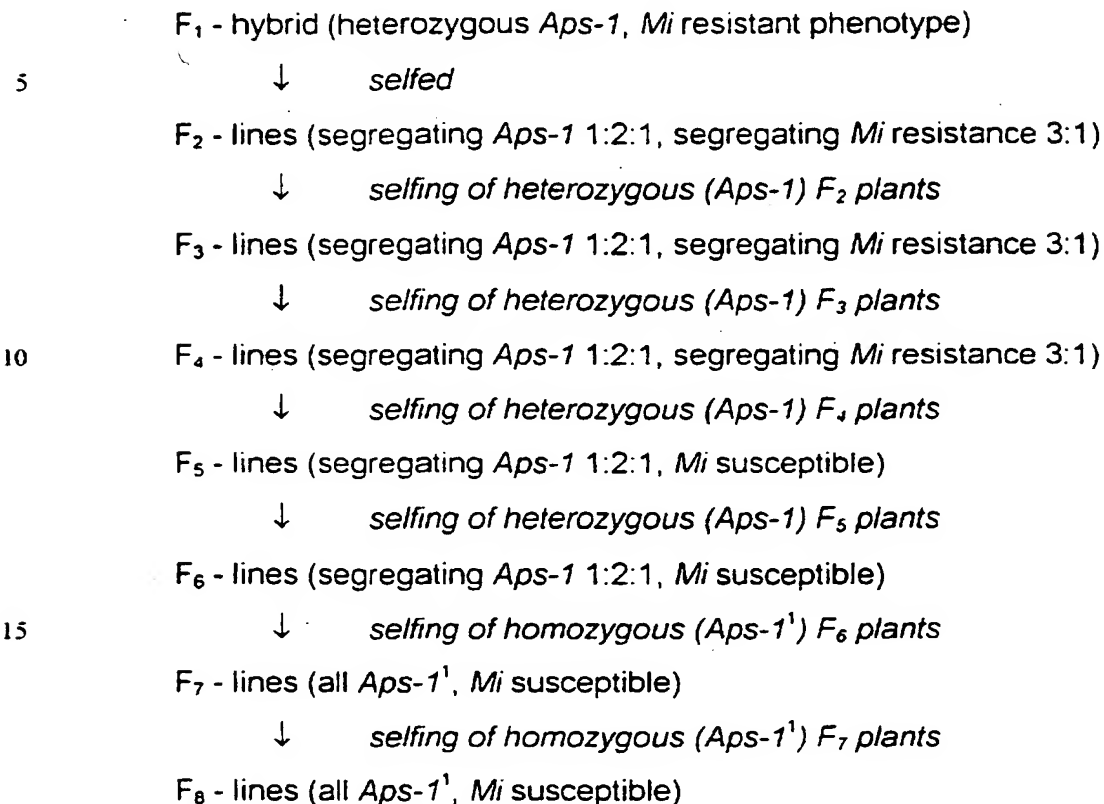 F₁ - hybrid (heterozygous Aps-1, Mi resistant phenotype)
5 ↓ selfed
F₂ - lines (segregating Aps-1 1:2:1, segregating Mi resistance 3:1)
↓ selfing of heterozygous (Aps-1) F₂ plants
F₃ - lines (segregating Aps-1 1:2:1, segregating Mi resistance 3:1)
↓ selfing of heterozygous (Aps-1) F₃ plants
10 F₄ - lines (segregating Aps-1 1:2:1, segregating Mi resistance 3:1)
↓ selfing of heterozygous (Aps-1) F₄ plants
F₅ - lines (segregating Aps-1 1:2:1, Mi susceptible)
↓ selfing of heterozygous (Aps-1) F₅ plants
F₆ - lines (segregating Aps-1 1:2:1, Mi susceptible)
15 ↓ selfing of homozygous (Aps-1¹) F₆ plants
F₇ - lines (all Aps-1¹, Mi susceptible)
↓ selfing of homozygous (Aps-1¹) F₇ plants
F₈ - lines (all Aps-1¹, Mi susceptible)